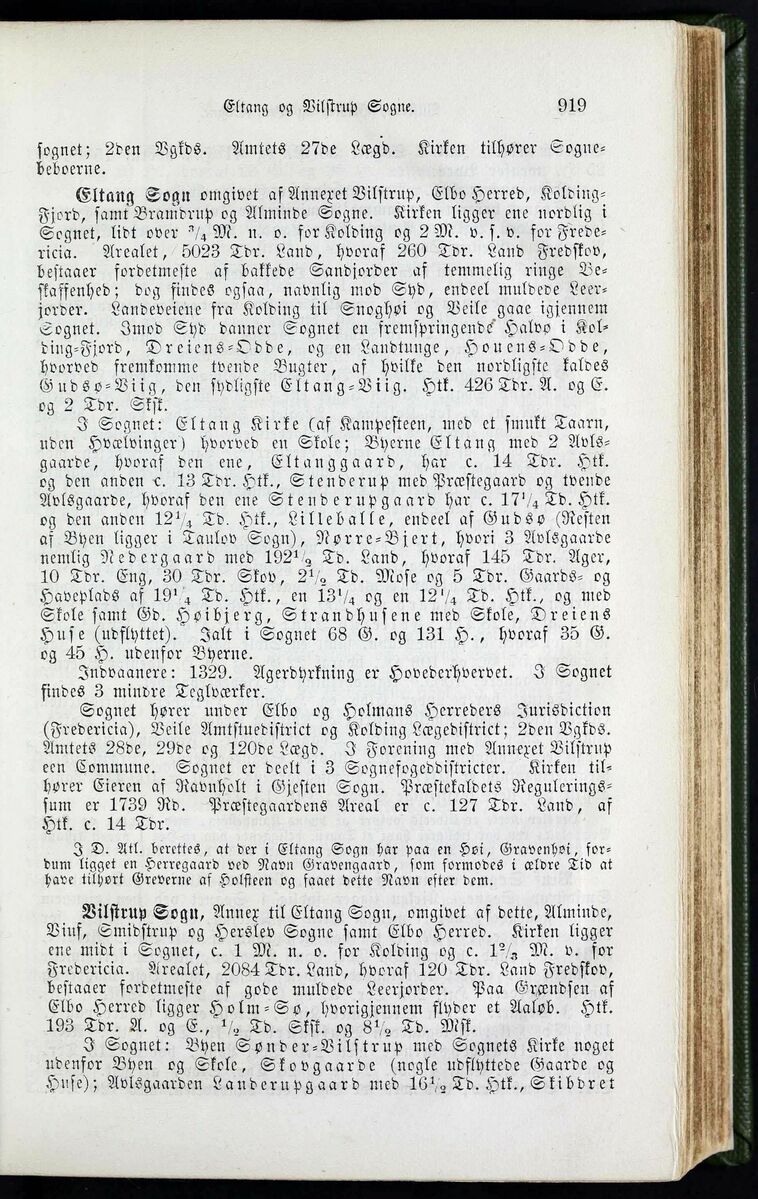 Eltang og Vilstrup Sogne. 919
sognet; 2den Vgkds. Amtets 27de Lægd. Kirken tilhører Sogne-
beboerne.
Eltang Sogn omgivet af Annexet Vilstrup, Elbo Herred, Kolding-
Fjord, samt Bramdrup og Alminde Sogne. Kirken ligger ene nordlig i
Sognet, lidt over 3/4 M. n. o. for Kolding og 2 M. v. s. v. for Frede-
ricia. Arealet, 5023 Tdr. Land, hvoraf 260 Tdr. Land Fredskov,
bestaaer fordetmeste af bakkede Sandjorder af temmelig ringe Be-
skaffenhed; dog findes ogsaa, navnlig mod Syd, endeel muldede Leer-
jorder. Landeveiene fra Kolding til Snoghøi og Veile gaae igjennem
Sognet. Imod Syd danner Sognet en fremspringende Halvø i Kol-
ding-Fjord, Dreiens-Odde, og en Landtunge, Houens-Odde,
hvorved fremkomme tvende Bugter, af hvilke den nordligste kaldes
Gudsø-Viig, den sydligste Eltang-Viig. Htk. 426 Tdr. A. og E.
og 2 Tdr. Sksk.
I Sognet: Eltang Kirke (af Kampesteen, med et smukt Taarn,
uden Hvælvinger) hvorved en Skole; Byerne Eltang med 2 Avls-
gaarde, hvoraf den ene, Eltanggaard, har c. 14 Tdr. Htk.
og den anden c. 13 Tdr. Htk., Stenderup med Præstegaard og tvende
Avlsgaarde, hvoraf den ene Stenderupgaard har c. 17 1/4 Td. Htk.
og den anden 12 1/4 Td. Htk., Lilleballe, endeel af Gudsø (Resten
af Byen ligger i Taulov Sogn), Nørre-Bjert, hvori 3 Avlsgaarde
nemlig Nedergaard med 192 1/2 Td. Land, hvoraf 145 Tdr. Ager,
10 Tdr. Eng, 30 Tdr. Skov, 2 1/2 Td. Mose og 5 Tdr. Gaards- og
Haveplads af 19 1/4 Td. Htk., en 13 1/4 og en 12 1/4 Td. Htk., og med
Skole samt Gd. Høibjerg, Strandhusene med Skole, Dreiens
Huse (udflyttet). Ialt i Sognet 68 G. og 131 H., hvoraf 35 G.
og 45 H. udenfor Byerne.
Indvaanere: 1329. Agerdyrkning er Hovederhvervet. I Sognet
findes 3 mindre Teglværker.
Sognet hører under Elbo og Holmans Herreders Jurisdiction
(Fredericia), Veile Amtstuedistrict og Kolding Lægedistrict; 2den Vgkds.
Amtets 28de, 29de og 120de Lægd. I Forening med Annexet Vilstrup
een Commune. Sognet er deelt i 3 Sognefogeddistricter. Kirken til-
hører Eieren af Ravnholt i Gjesten Sogn. Præstekaldets Regulerings-
sum er 1739 Rd. Præstegaardens Areal er c. 127 Tdr. Land, af
Htk. c. 14 Tdr.
I D. Atl. berettes, at der i Eltang Sogn har paa en Høi, Gravenhøi, for-
dum ligget en Herregaard ved Navn Gravengaard, som formodes i ældre Tid at
have tilhørt Greverne af Holsteen og faaet dette Navn efter dem.
Vilstrup Sogn, Annex til Eltang Sogn, omgivet af dette, Alminde,
Viuf, Smidstrup og Herslev Sogne samt Elbo Herred. Kirken ligger
ene midt i Sognet, c. 1 M. n. o. for Kolding og c. 1 2/3 M. v. for
Fredericia. Arealet, 2084 Tdr. Land, hvoraf 120 Tdr. Land Fredskov,
bestaaer fordetmeste af gode muldede Leerjorder. Paa Grændsen af
Elbo Herred ligger Holm-Sø, hvorigjennem flyder et Aaløb. Htk.
193 Tdr. A. og E., 1/2 Td. Sksk. og 8 1/2 Td. Msk.
I Sognet: Byen Sønder-Vilstrup med Sognets Kirke noget
udenfor Byen og Skole, Skovgaarde (nogle udflyttede Gaarde og
Huse); Avlsgaarden Landerupgaard med 16 1/2 Td. Htk., Skibdret